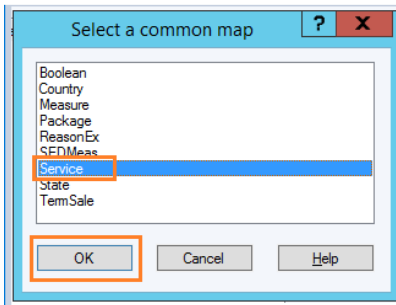 Select a common map
?
X
Boolean
Country
Measure
Package
ReasonEx
SEDMeas
Service
State
TermSale
OK
Cancel
Help